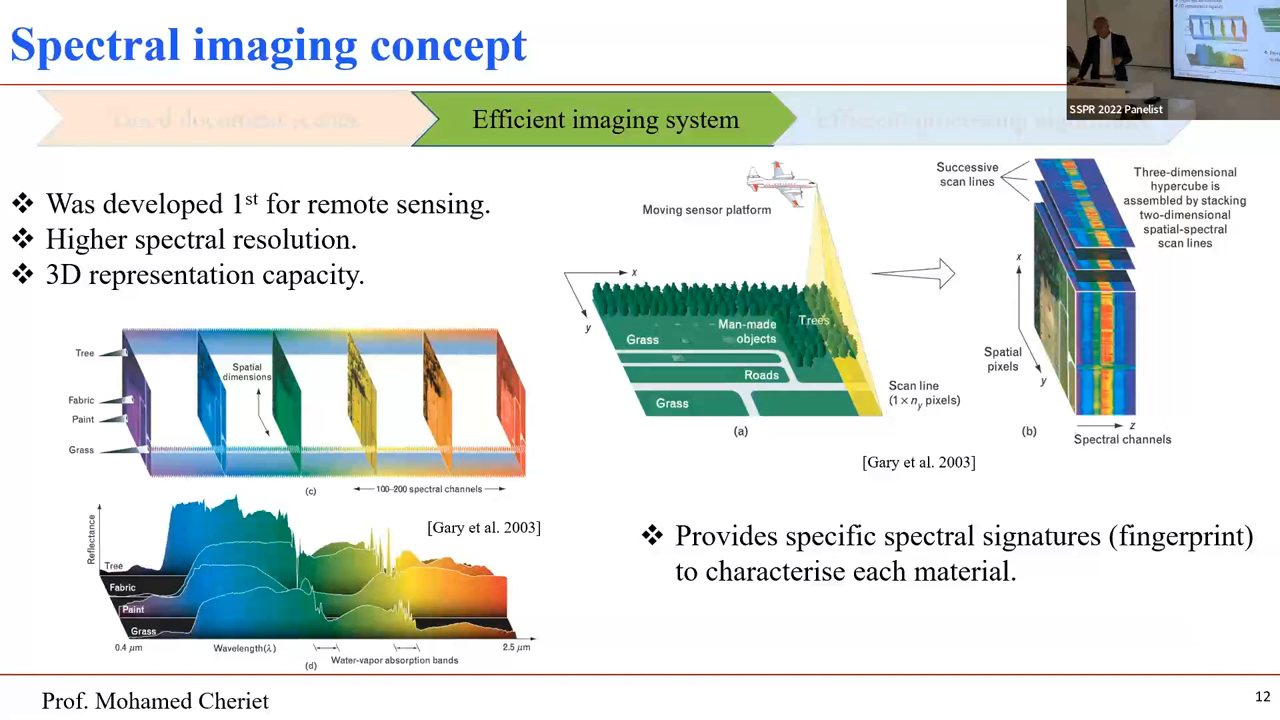 Spectral imaging concept
SSPR 2022 Panelist
Efficient imaging system
❖ Was developed 1st for remote sensing.
❖ Higher spectral resolution.
❖ 3D representation capacity.
Moving sensor platform
x
y
Grass
Man-made
objects
Trees
Roads
Grass
Scan line
(1 × ny pixels)
(a)
Successive
scan lines
Three-dimensional
hypercube is
assembled by stacking
two-dimensional
spatial-spectral
scan lines
x
Spatial
pixels
y
(b)
z
Spectral channels
[Gary et al. 2003]
Tree
Fabric
Paint
Grass
Spatial
dimensions
(c)
100–200 spectral channels
[Gary et al. 2003]
Reflectance
Tree
Fabric
Paint
Grass
0.4 μm
Wavelength(λ)
2.5 μm
Water-vapor absorption bands
(d)
❖ Provides specific spectral signatures (fingerprint)
to characterise each material.
Prof. Mohamed Cheriet
12